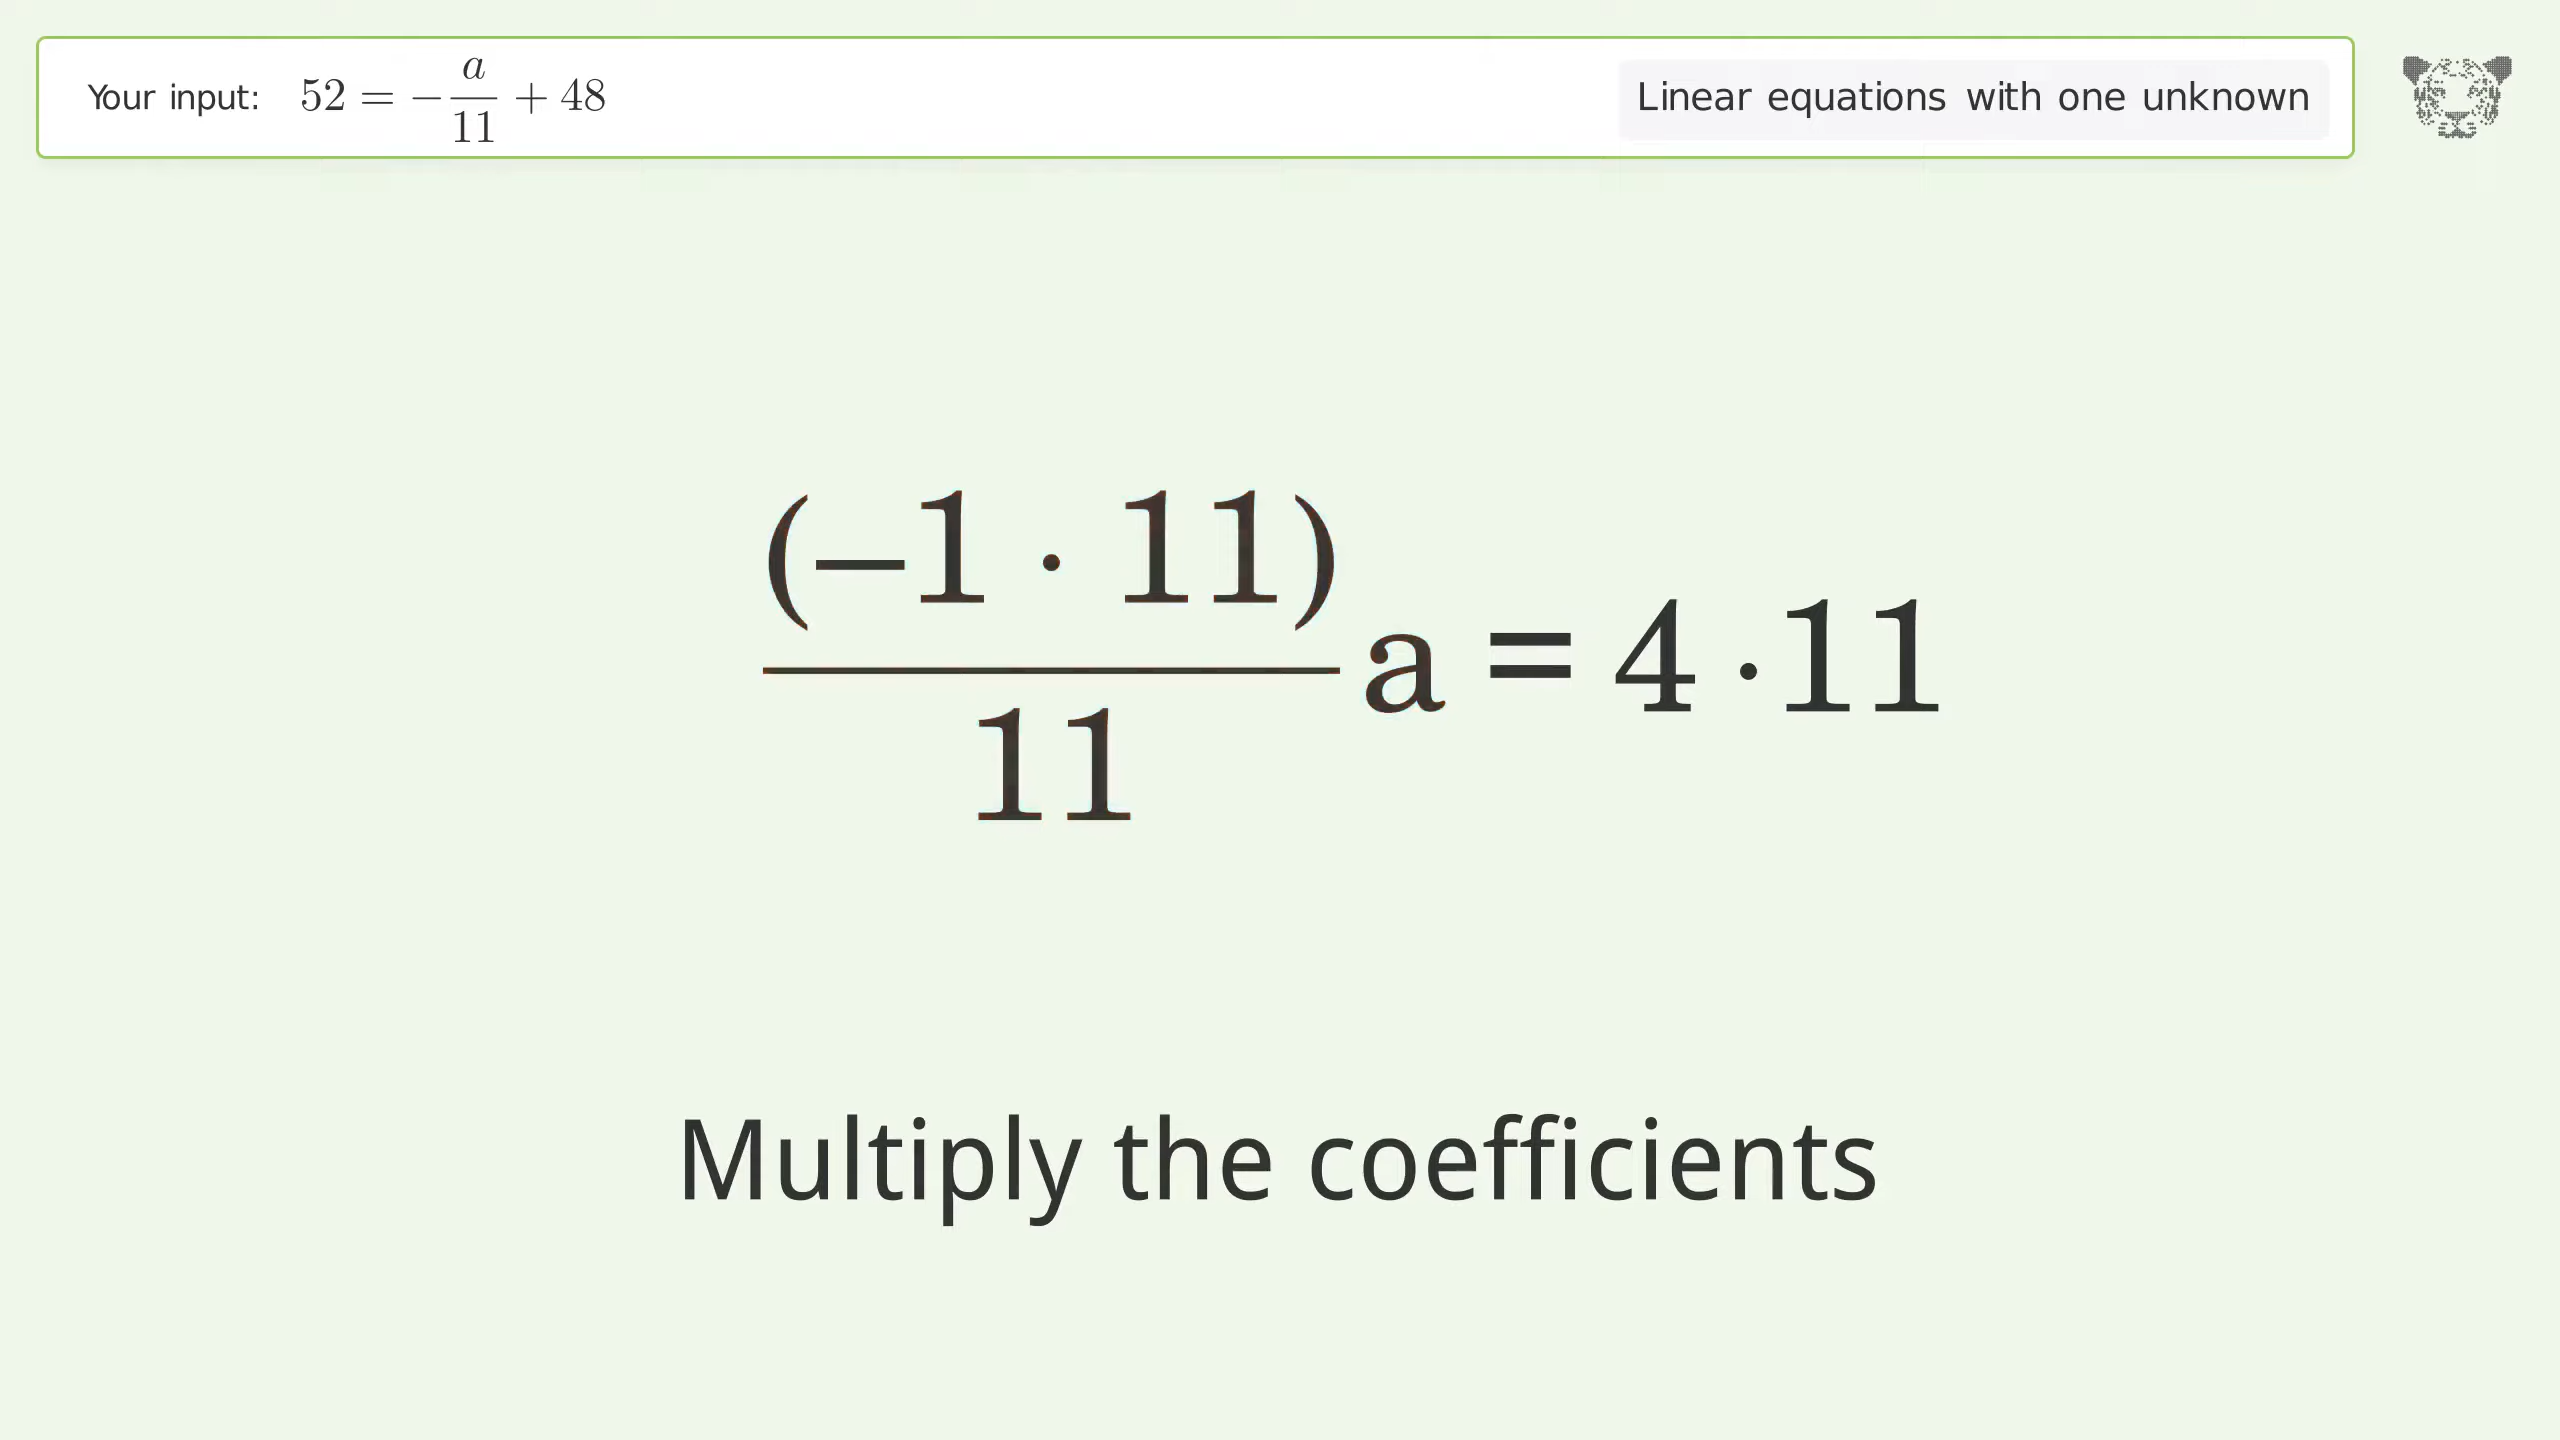 Your input: 52 = −a/11 + 48
Linear equations with one unknown
(−1 · 11)/11 a = 4 · 11
Multiply the coefficients